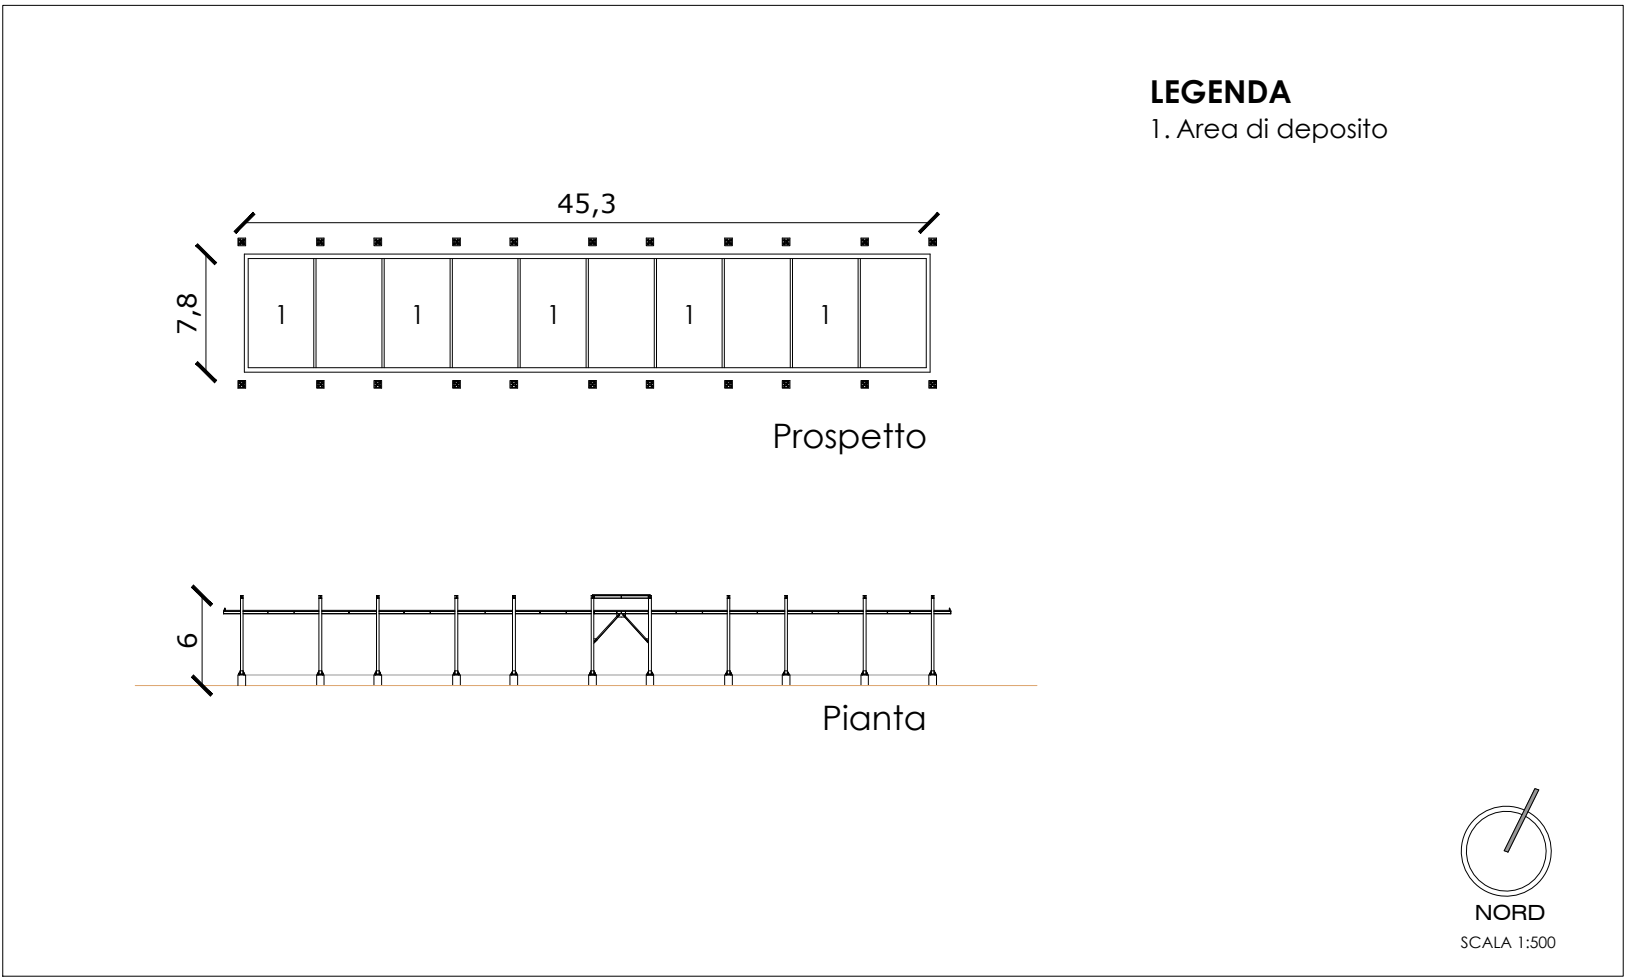 LEGENDA
1. Area di deposito
45,3
7,8
1 1 1 1 1
Prospetto
6
Pianta
NORD
SCALA 1:500